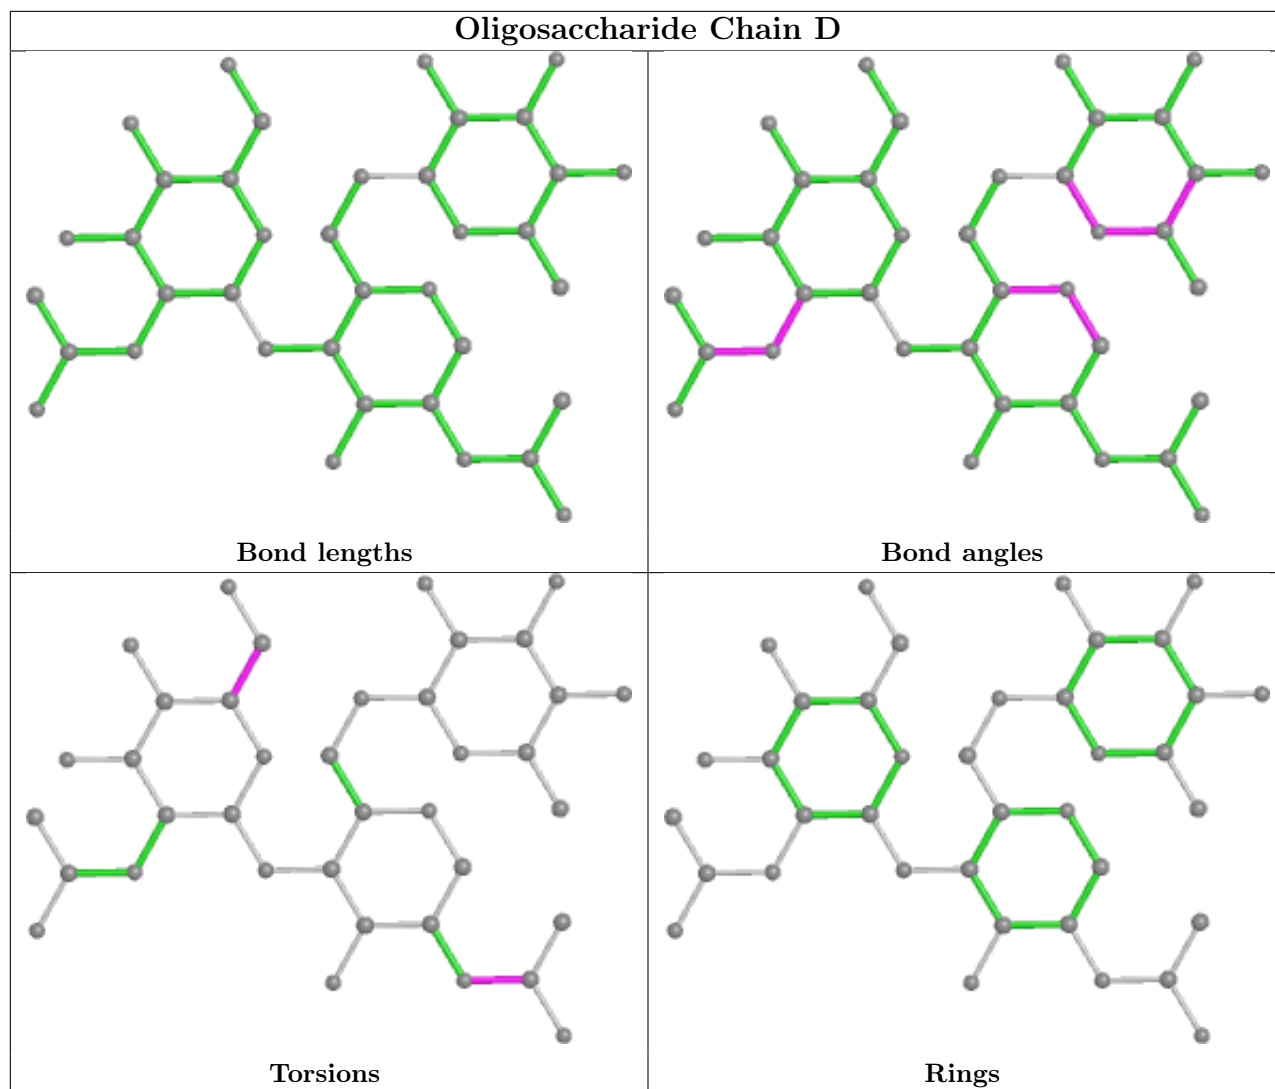 Oligosaccharide Chain D
Bond lengths
Bond angles
Torsions
Rings